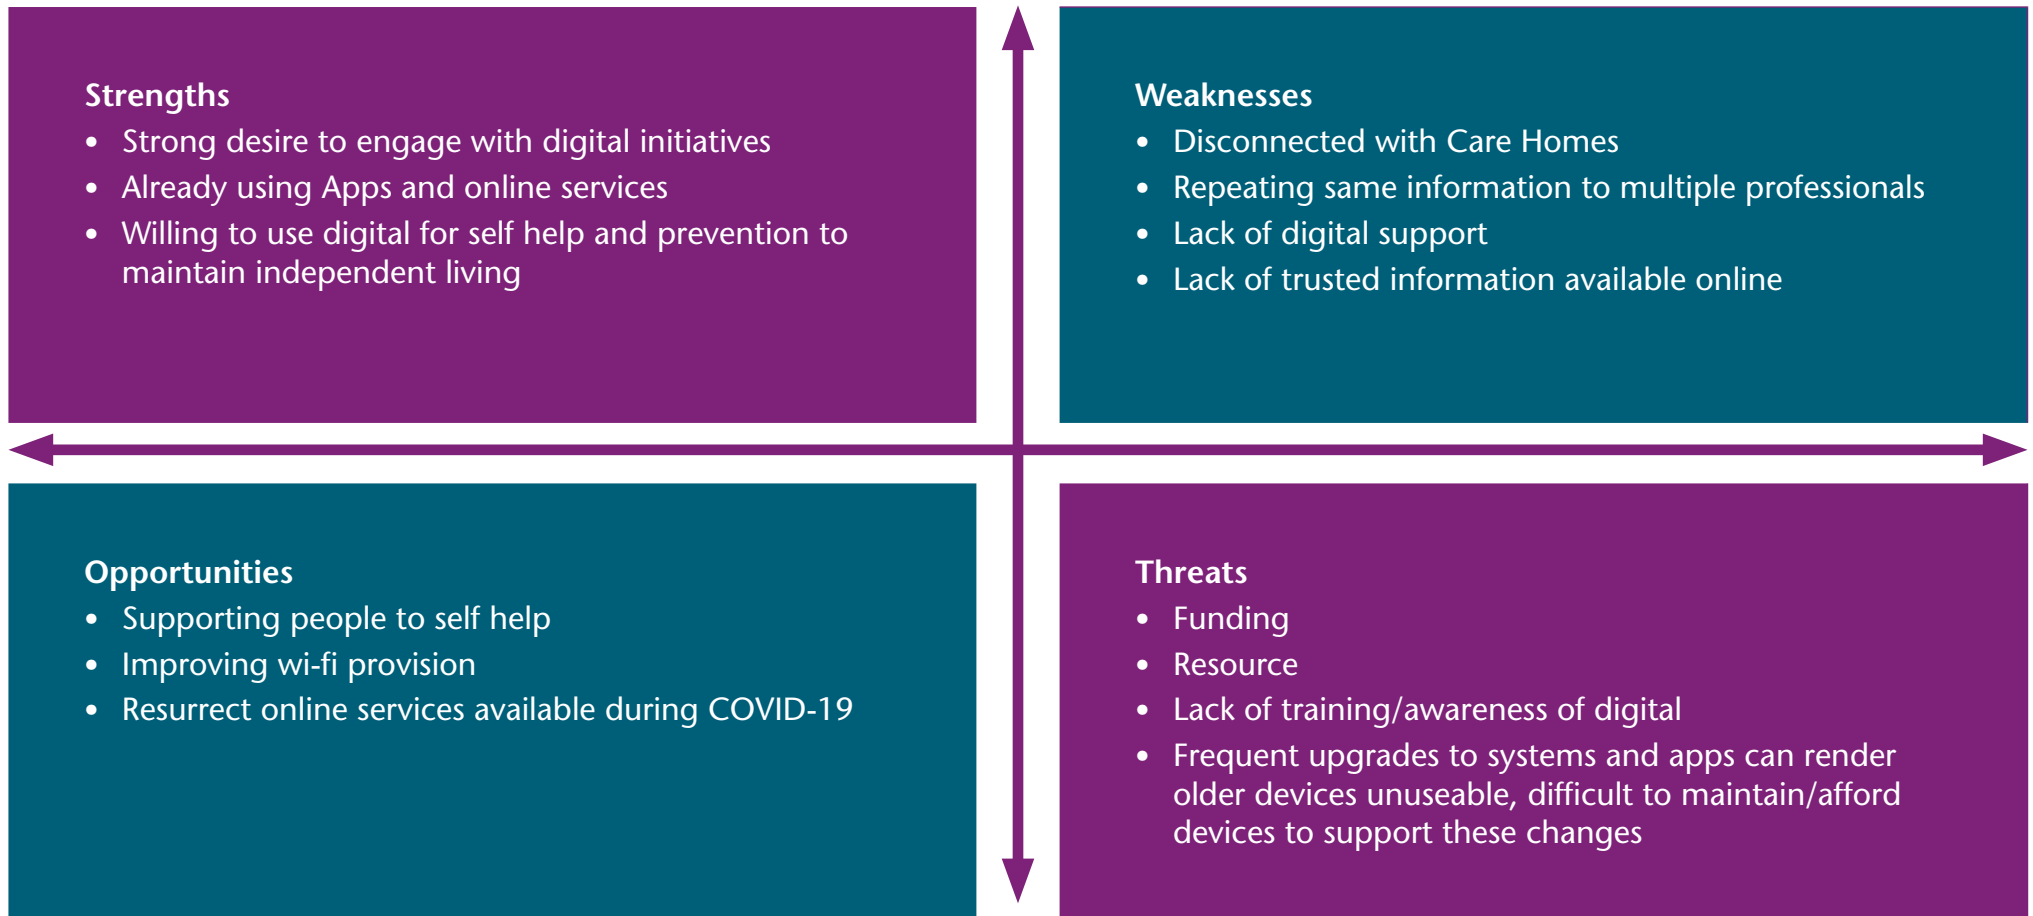 Strengths
• Strong desire to engage with digital initiatives
• Already using Apps and online services
• Willing to use digital for self help and prevention to
maintain independent living
Weaknesses
• Disconnected with Care Homes
• Repeating same information to multiple professionals
• Lack of digital support
• Lack of trusted information available online
Opportunities
• Supporting people to self help
• Improving wi-fi provision
• Resurrect online services available during COVID-19
Threats
• Funding
• Resource
• Lack of training/awareness of digital
• Frequent upgrades to systems and apps can render
older devices unuseable, difficult to maintain/afford
devices to support these changes